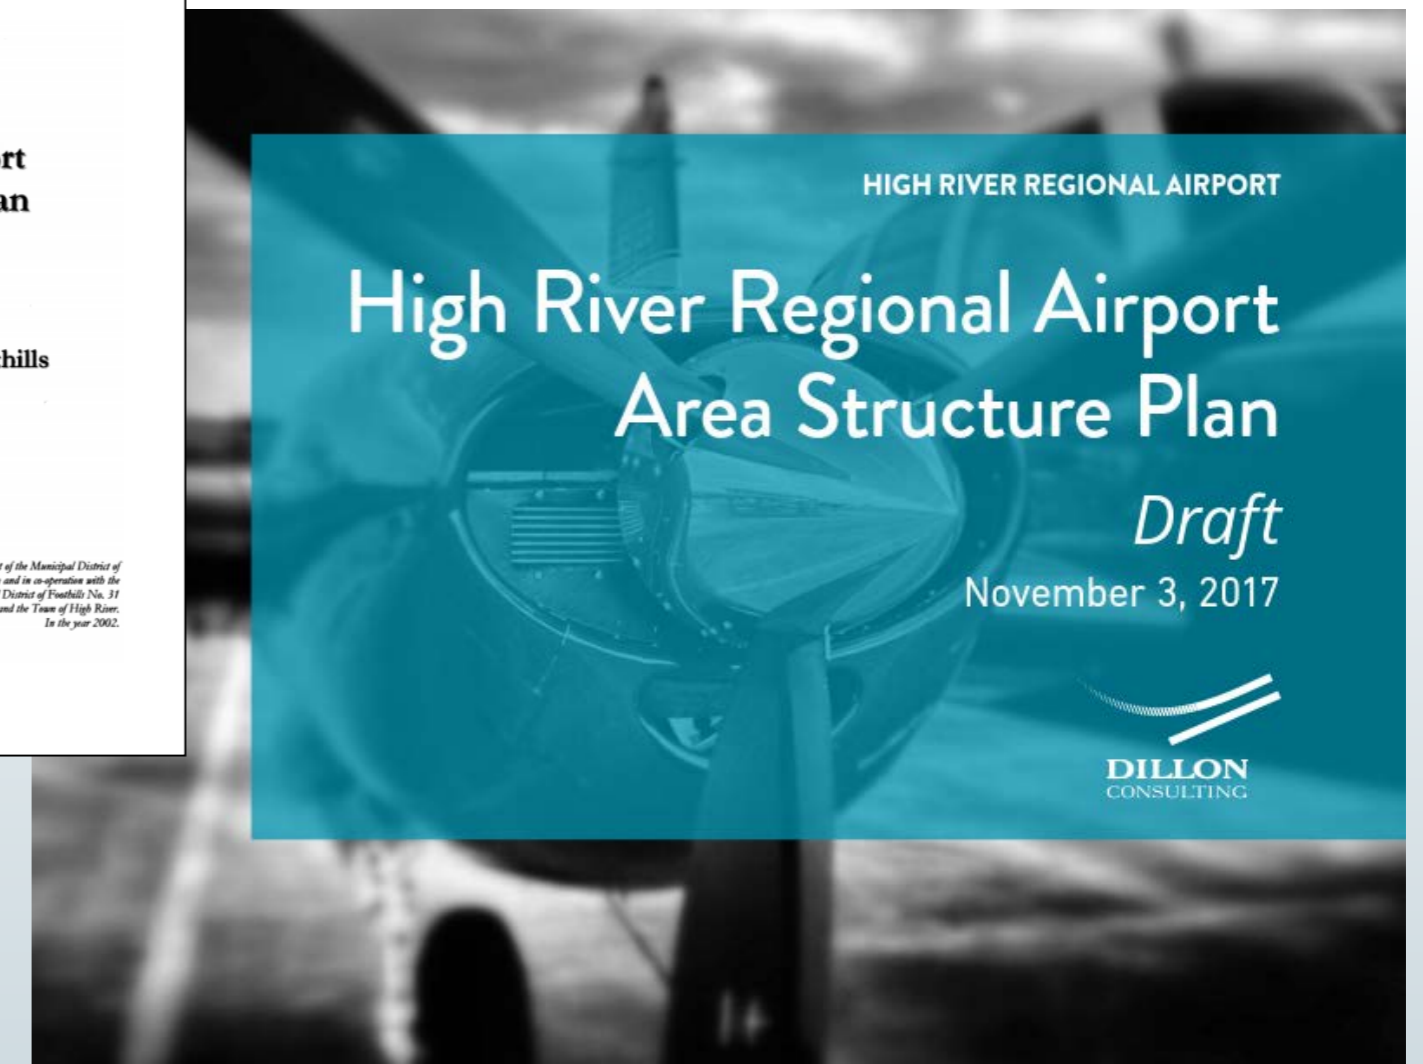 rt
an
hills
t of the Municipal District of
and in co-operation with the
District of Foothills No. 31
and the Town of High River.
In the year 2002.
HIGH RIVER REGIONAL AIRPORT
High River Regional Airport
Area Structure Plan
Draft
November 3, 2017
DILLON
CONSULTING